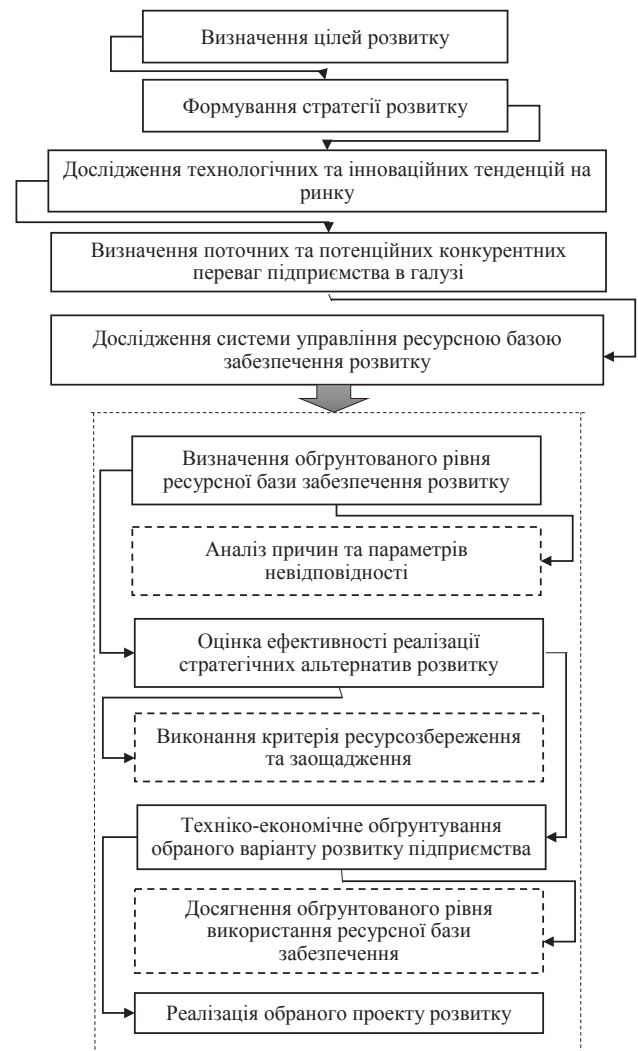 Визначення цілей розвитку
Формування стратегії розвитку
Дослідження технологічних та інноваційних тенденцій на
ринку
Визначення поточних та потенційних конкурентних
переваг підприємства в галузі
Дослідження системи управління ресурсною базою
забезпечення розвитку
Визначення обґрунтованого рівня
ресурсної бази забезпечення розвитку
Аналіз причин та параметрів
невідповідності
Оцінка ефективності реалізації
стратегічних альтернатив розвитку
Виконання критерія ресурсозбереження
та заощадження
Техніко-економічне обґрунтування
обраного варіанту розвитку підприємства
Досягнення обґрунтованого рівня
використання ресурсної бази
забезпечення
Реалізація обраного проекту розвитку